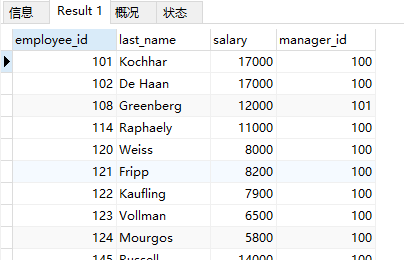 信息 Result 1 概况 状态
employee_id last_name salary manager_id
101 Kochhar 17000 100
102 De Haan 17000 100
108 Greenberg 12000 101
114 Raphaely 11000 100
120 Weiss 8000 100
121 Fripp 8200 100
122 Kaufling 7900 100
123 Vollman 6500 100
124 Mourgos 5800 100
145 Russell 14000 100